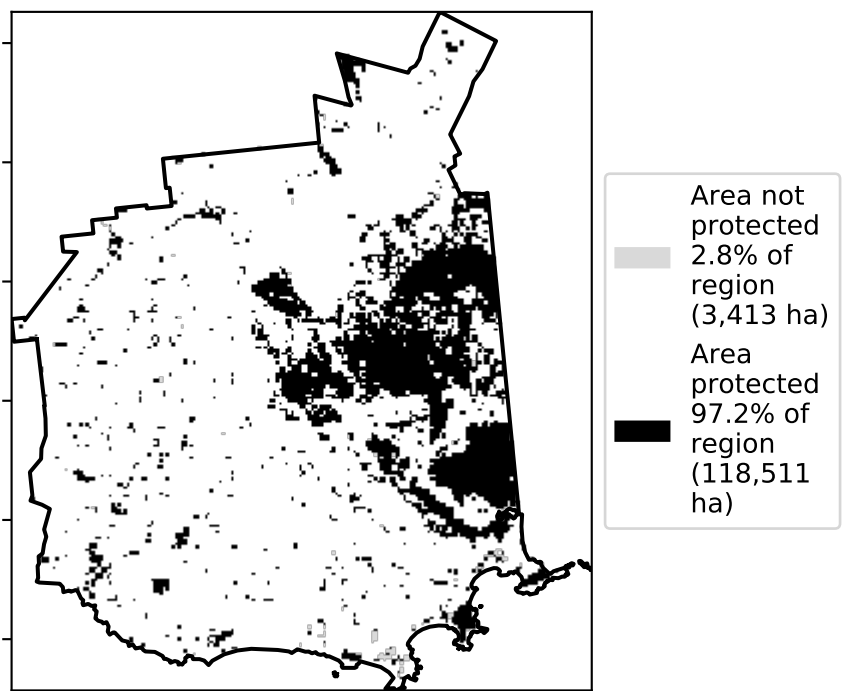 Area not
protected
2.8% of
region
(3,413 ha)
Area
protected
97.2% of
region
(118,511
ha)